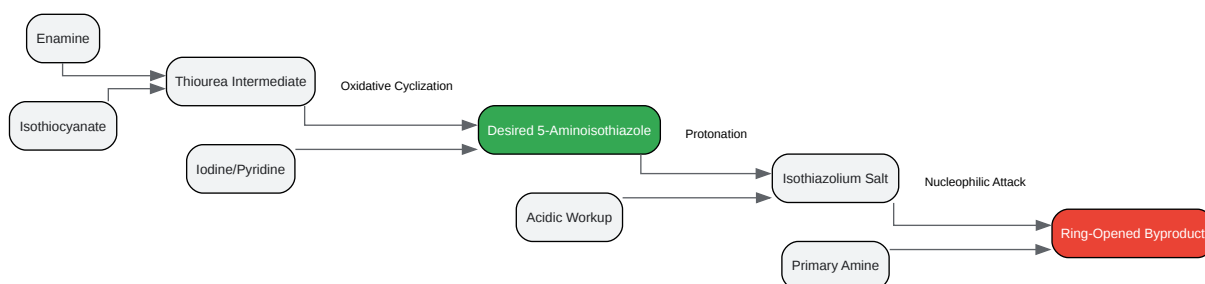 Enamine
Isothiocyanate
Thiourea Intermediate
Oxidative Cyclization
Iodine/Pyridine
Desired 5-Aminoisothiazole
Protonation
Acidic Workup
Isothiazolium Salt
Nucleophilic Attack
Primary Amine
Ring-Opened Byproduct